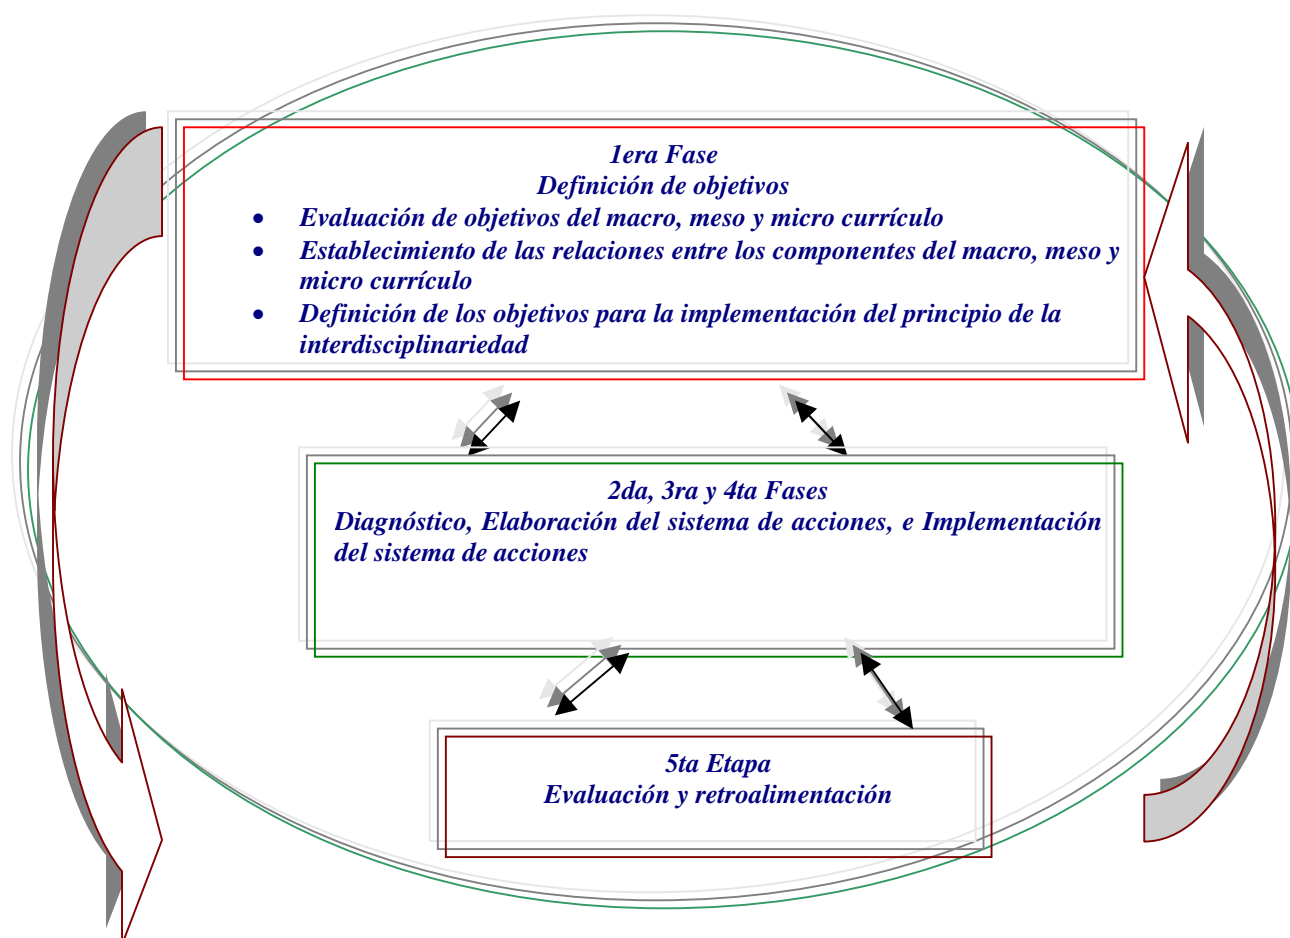 1era Fase
Definición de objetivos
• Evaluación de objetivos del macro, meso y micro currículo
• Establecimiento de las relaciones entre los componentes del macro, meso y
micro currículo
• Definición de los objetivos para la implementación del principio de la
interdisciplinariedad
2da, 3ra y 4ta Fases
Diagnóstico, Elaboración del sistema de acciones, e Implementación
del sistema de acciones
5ta Etapa
Evaluación y retroalimentación